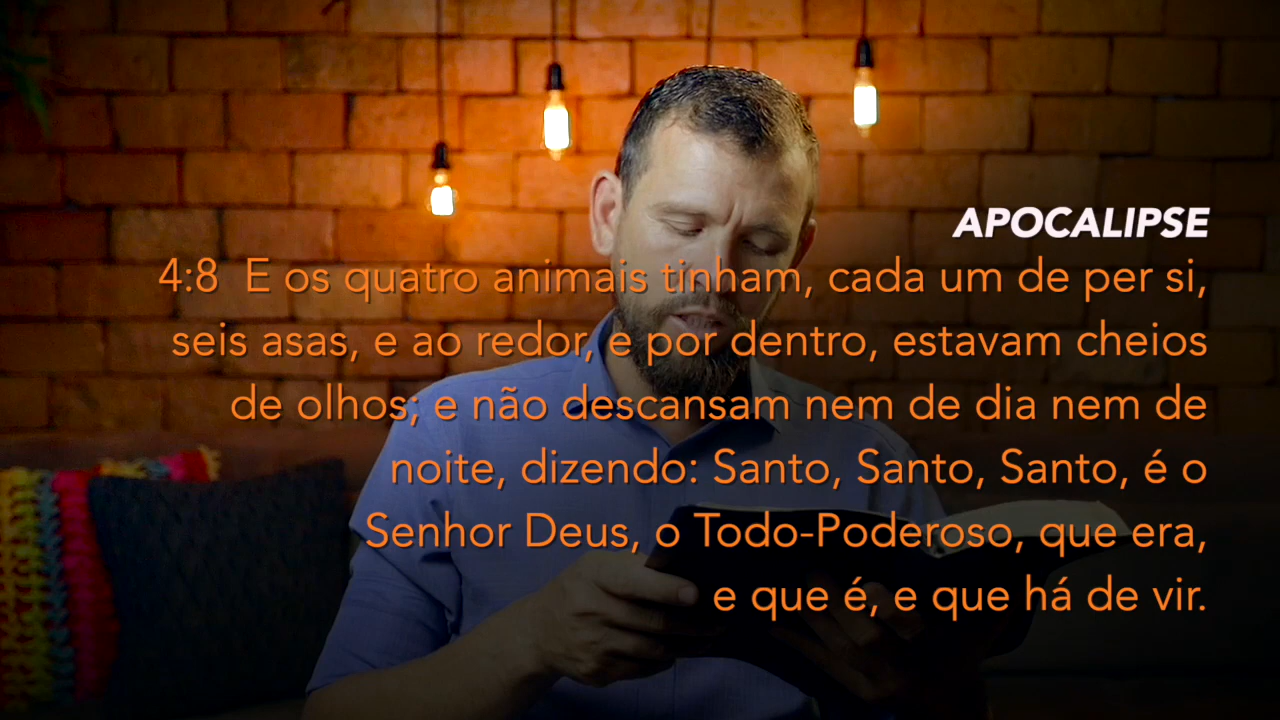 APOCALIPSE
4:8 E os quatro animais tinham, cada um de per si,
seis asas, e ao redor, e por dentro, estavam cheios
de olhos; e não descansam nem de dia nem de
noite, dizendo: Santo, Santo, Santo, é o
Senhor Deus, o Todo-Poderoso, que era,
e que é, e que há de vir.